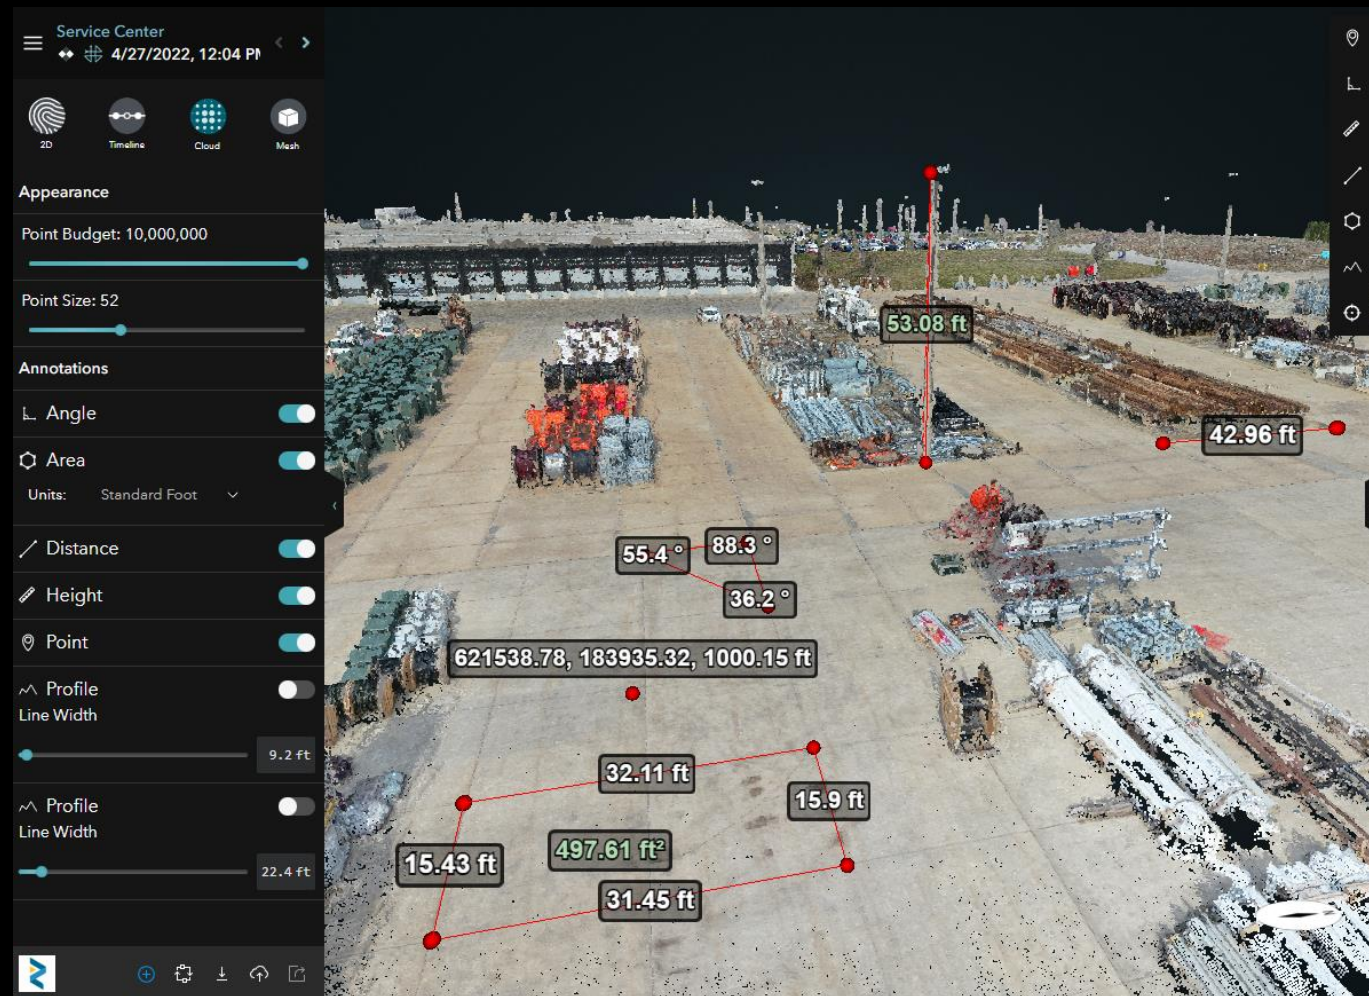 Service Center
4/27/2022, 12:04 PM
2D
Timeline
Cloud
Mesh
Appearance
Point Budget: 10,000,000
Point Size: 52
Annotations
Angle
Area
Units: Standard Foot
Distance
Height
Point
Profile
Line Width
9.2 ft
Profile
Line Width
22.4 ft
53.08 ft
42.96 ft
55.4 °
88.3 °
36.2 °
621538.78, 183935.32, 1000.15 ft
32.11 ft
15.9 ft
497.61 ft²
15.43 ft
31.45 ft